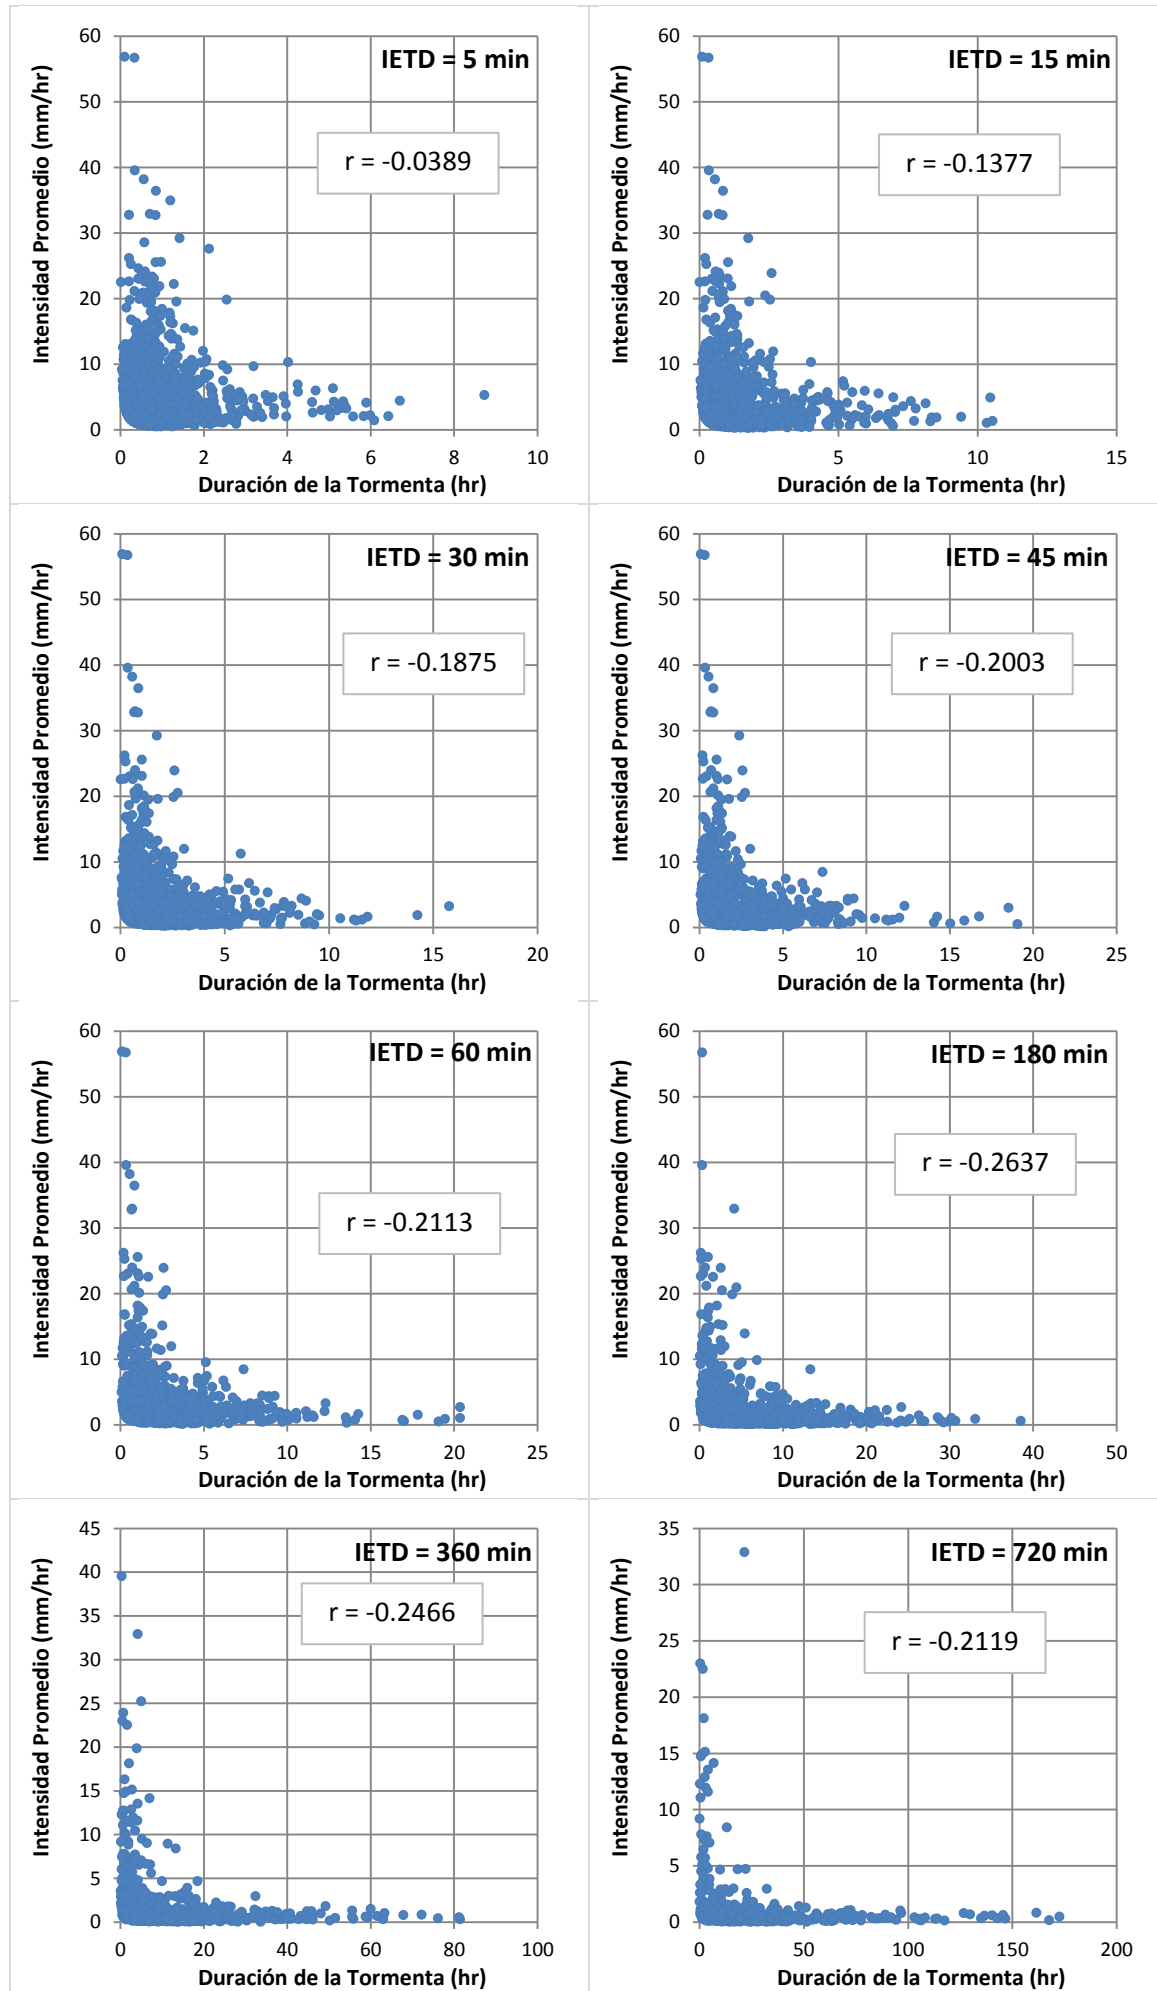 IETD = 5 min
r = -0.0389
Intensidad Promedio (mm/hr)
60
50
40
30
20
10
0
0 2 4 6 8 10
Duración de la Tormenta (hr)
IETD = 15 min
r = -0.1377
Intensidad Promedio (mm/hr)
60
50
40
30
20
10
0
0 5 10 15
Duración de la Tormenta (hr)
IETD = 30 min
r = -0.1875
Intensidad Promedio (mm/hr)
60
50
40
30
20
10
0
0 5 10 15 20
Duración de la Tormenta (hr)
IETD = 45 min
r = -0.2003
Intensidad Promedio (mm/hr)
60
50
40
30
20
10
0
0 5 10 15 20 25
Duración de la Tormenta (hr)
IETD = 60 min
r = -0.2113
Intensidad Promedio (mm/hr)
60
50
40
30
20
10
0
0 5 10 15 20 25
Duración de la Tormenta (hr)
IETD = 180 min
r = -0.2637
Intensidad Promedio (mm/hr)
60
50
40
30
20
10
0
0 10 20 30 40 50
Duración de la Tormenta (hr)
IETD = 360 min
r = -0.2466
Intensidad Promedio (mm/hr)
45
40
35
30
25
20
15
10
5
0
0 20 40 60 80 100
Duración de la Tormenta (hr)
IETD = 720 min
r = -0.2119
Intensidad Promedio (mm/hr)
35
30
25
20
15
10
5
0
0 50 100 150 200
Duración de la Tormenta (hr)